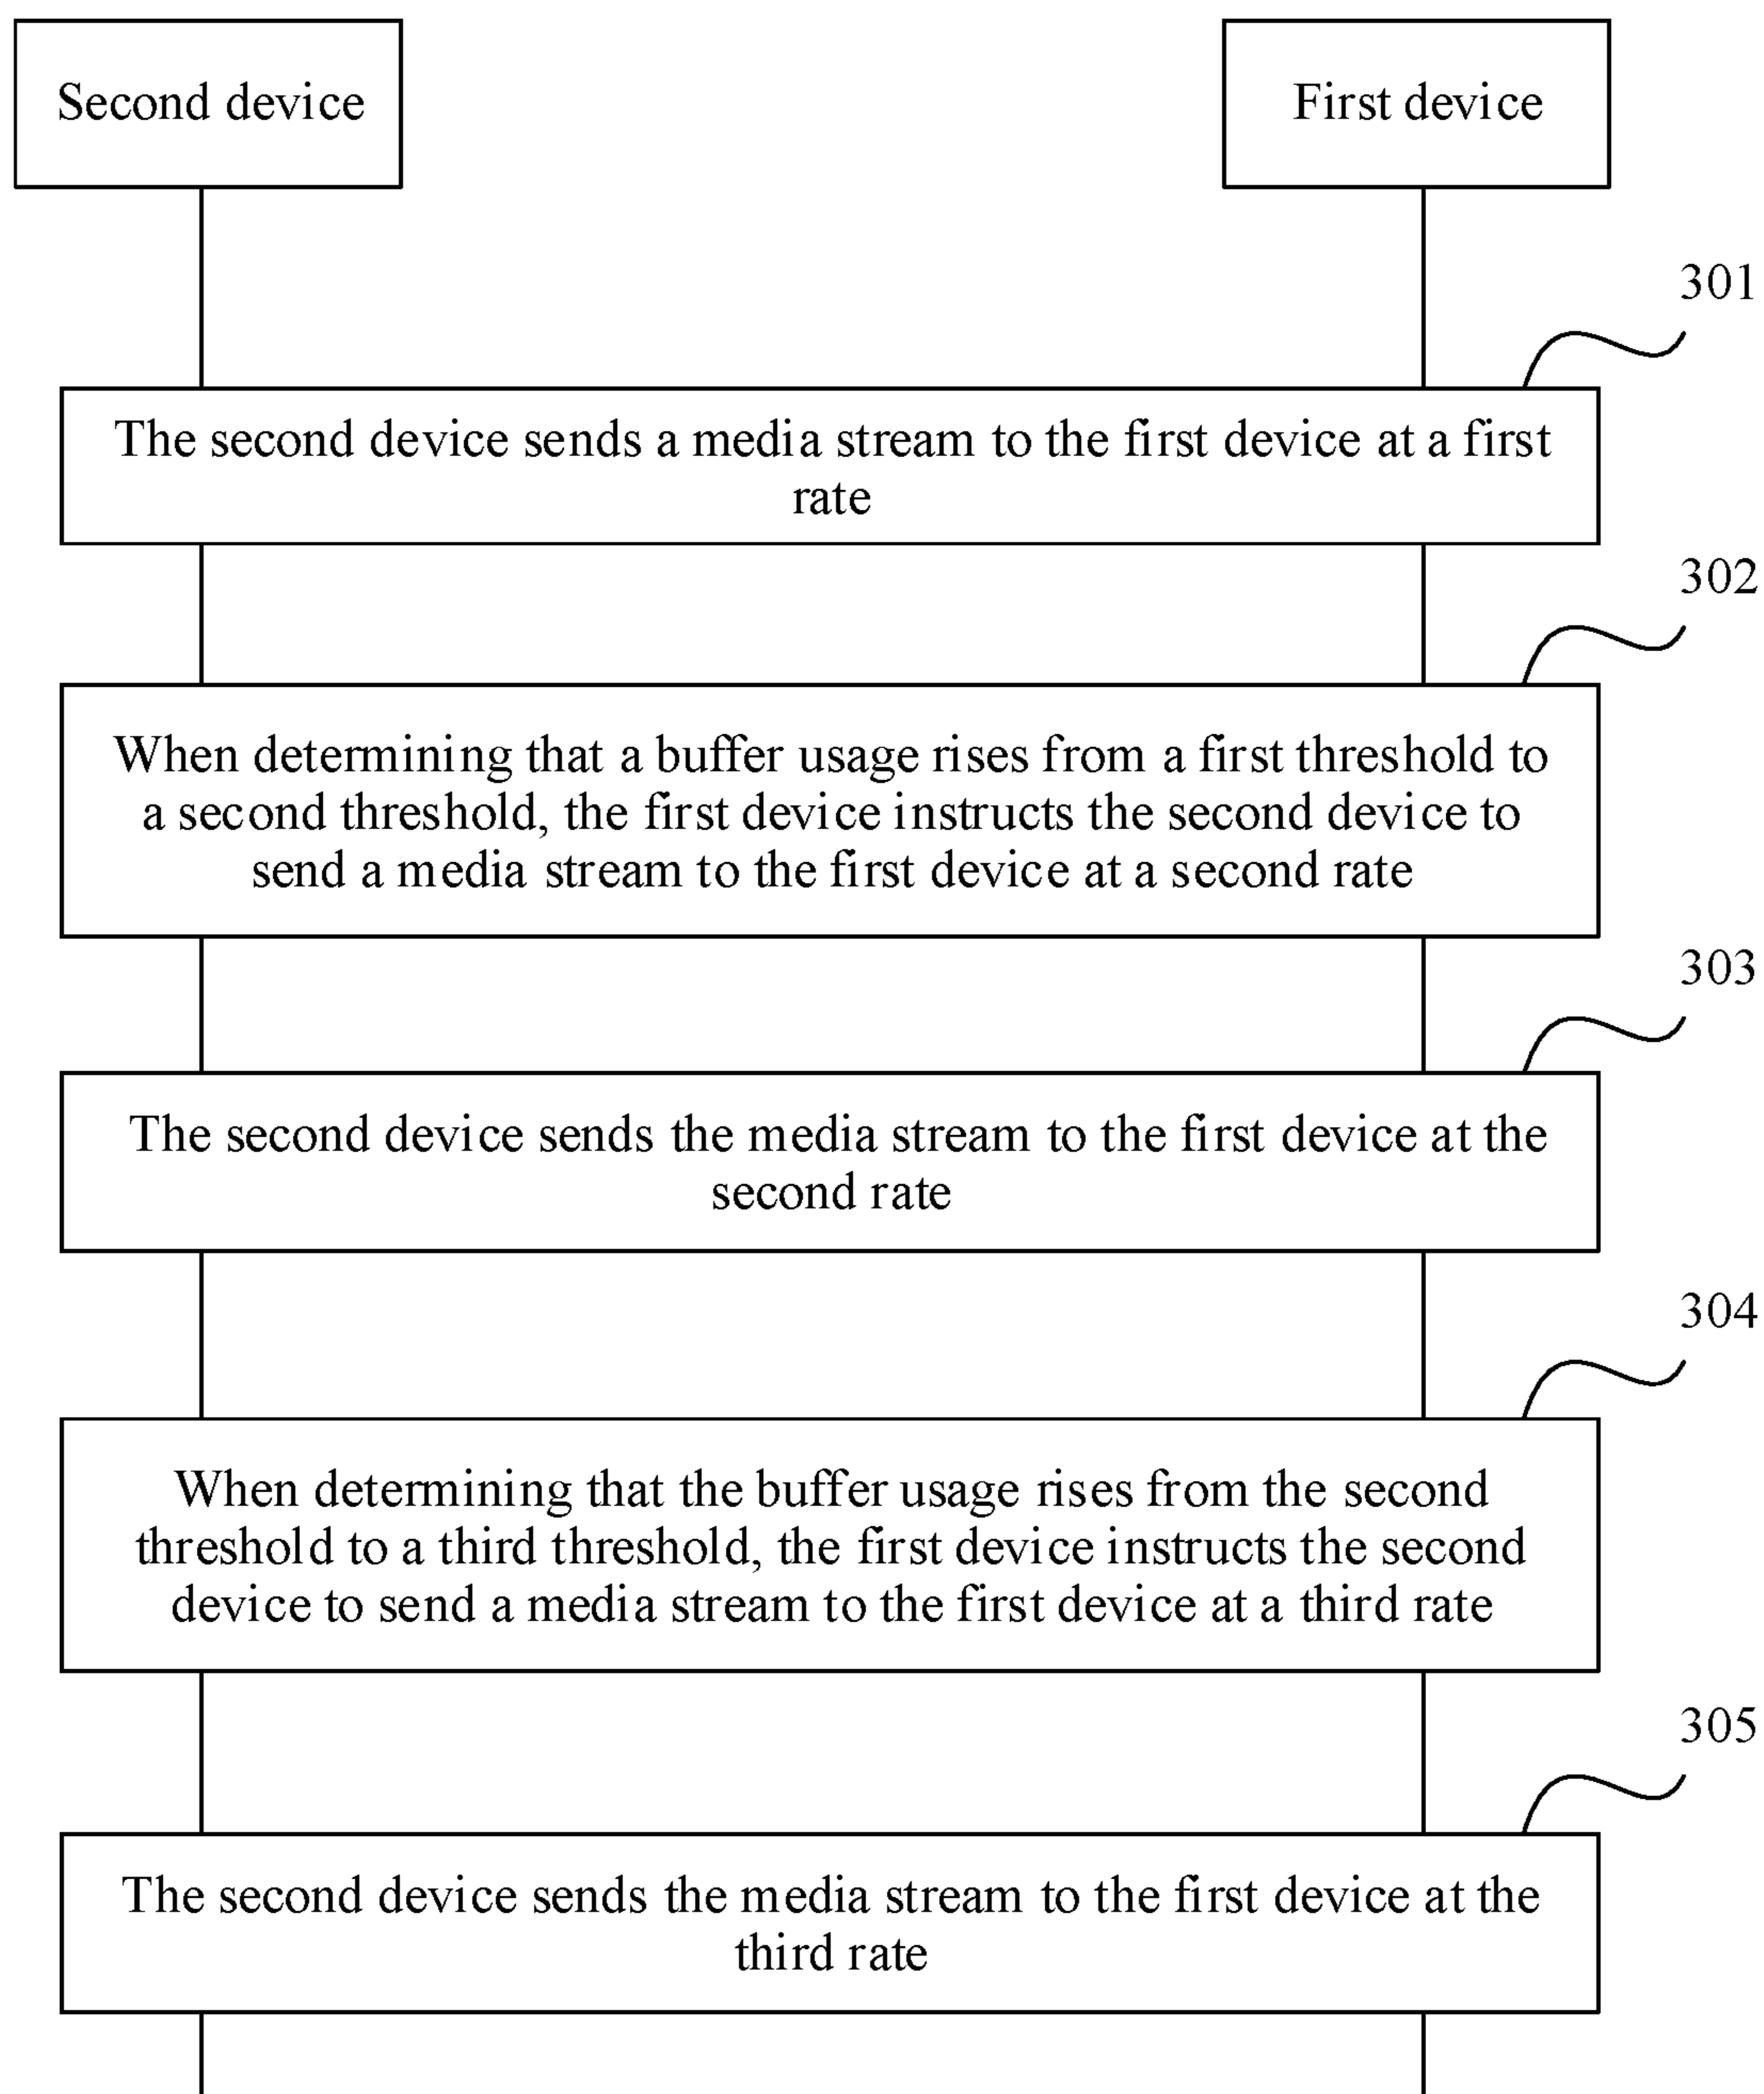 Second device
First device
301
The second device sends a media stream to the first device at a first
rate
302
When determining that a buffer usage rises from a first threshold to
a second threshold, the first device instructs the second device to
send a media stream to the first device at a second rate
303
The second device sends the media stream to the first device at the
second rate
304
When determining that the buffer usage rises from the second
threshold to a third threshold, the first device instructs the second
device to send a media stream to the first device at a third rate
305
The second device sends the media stream to the first device at the
third rate